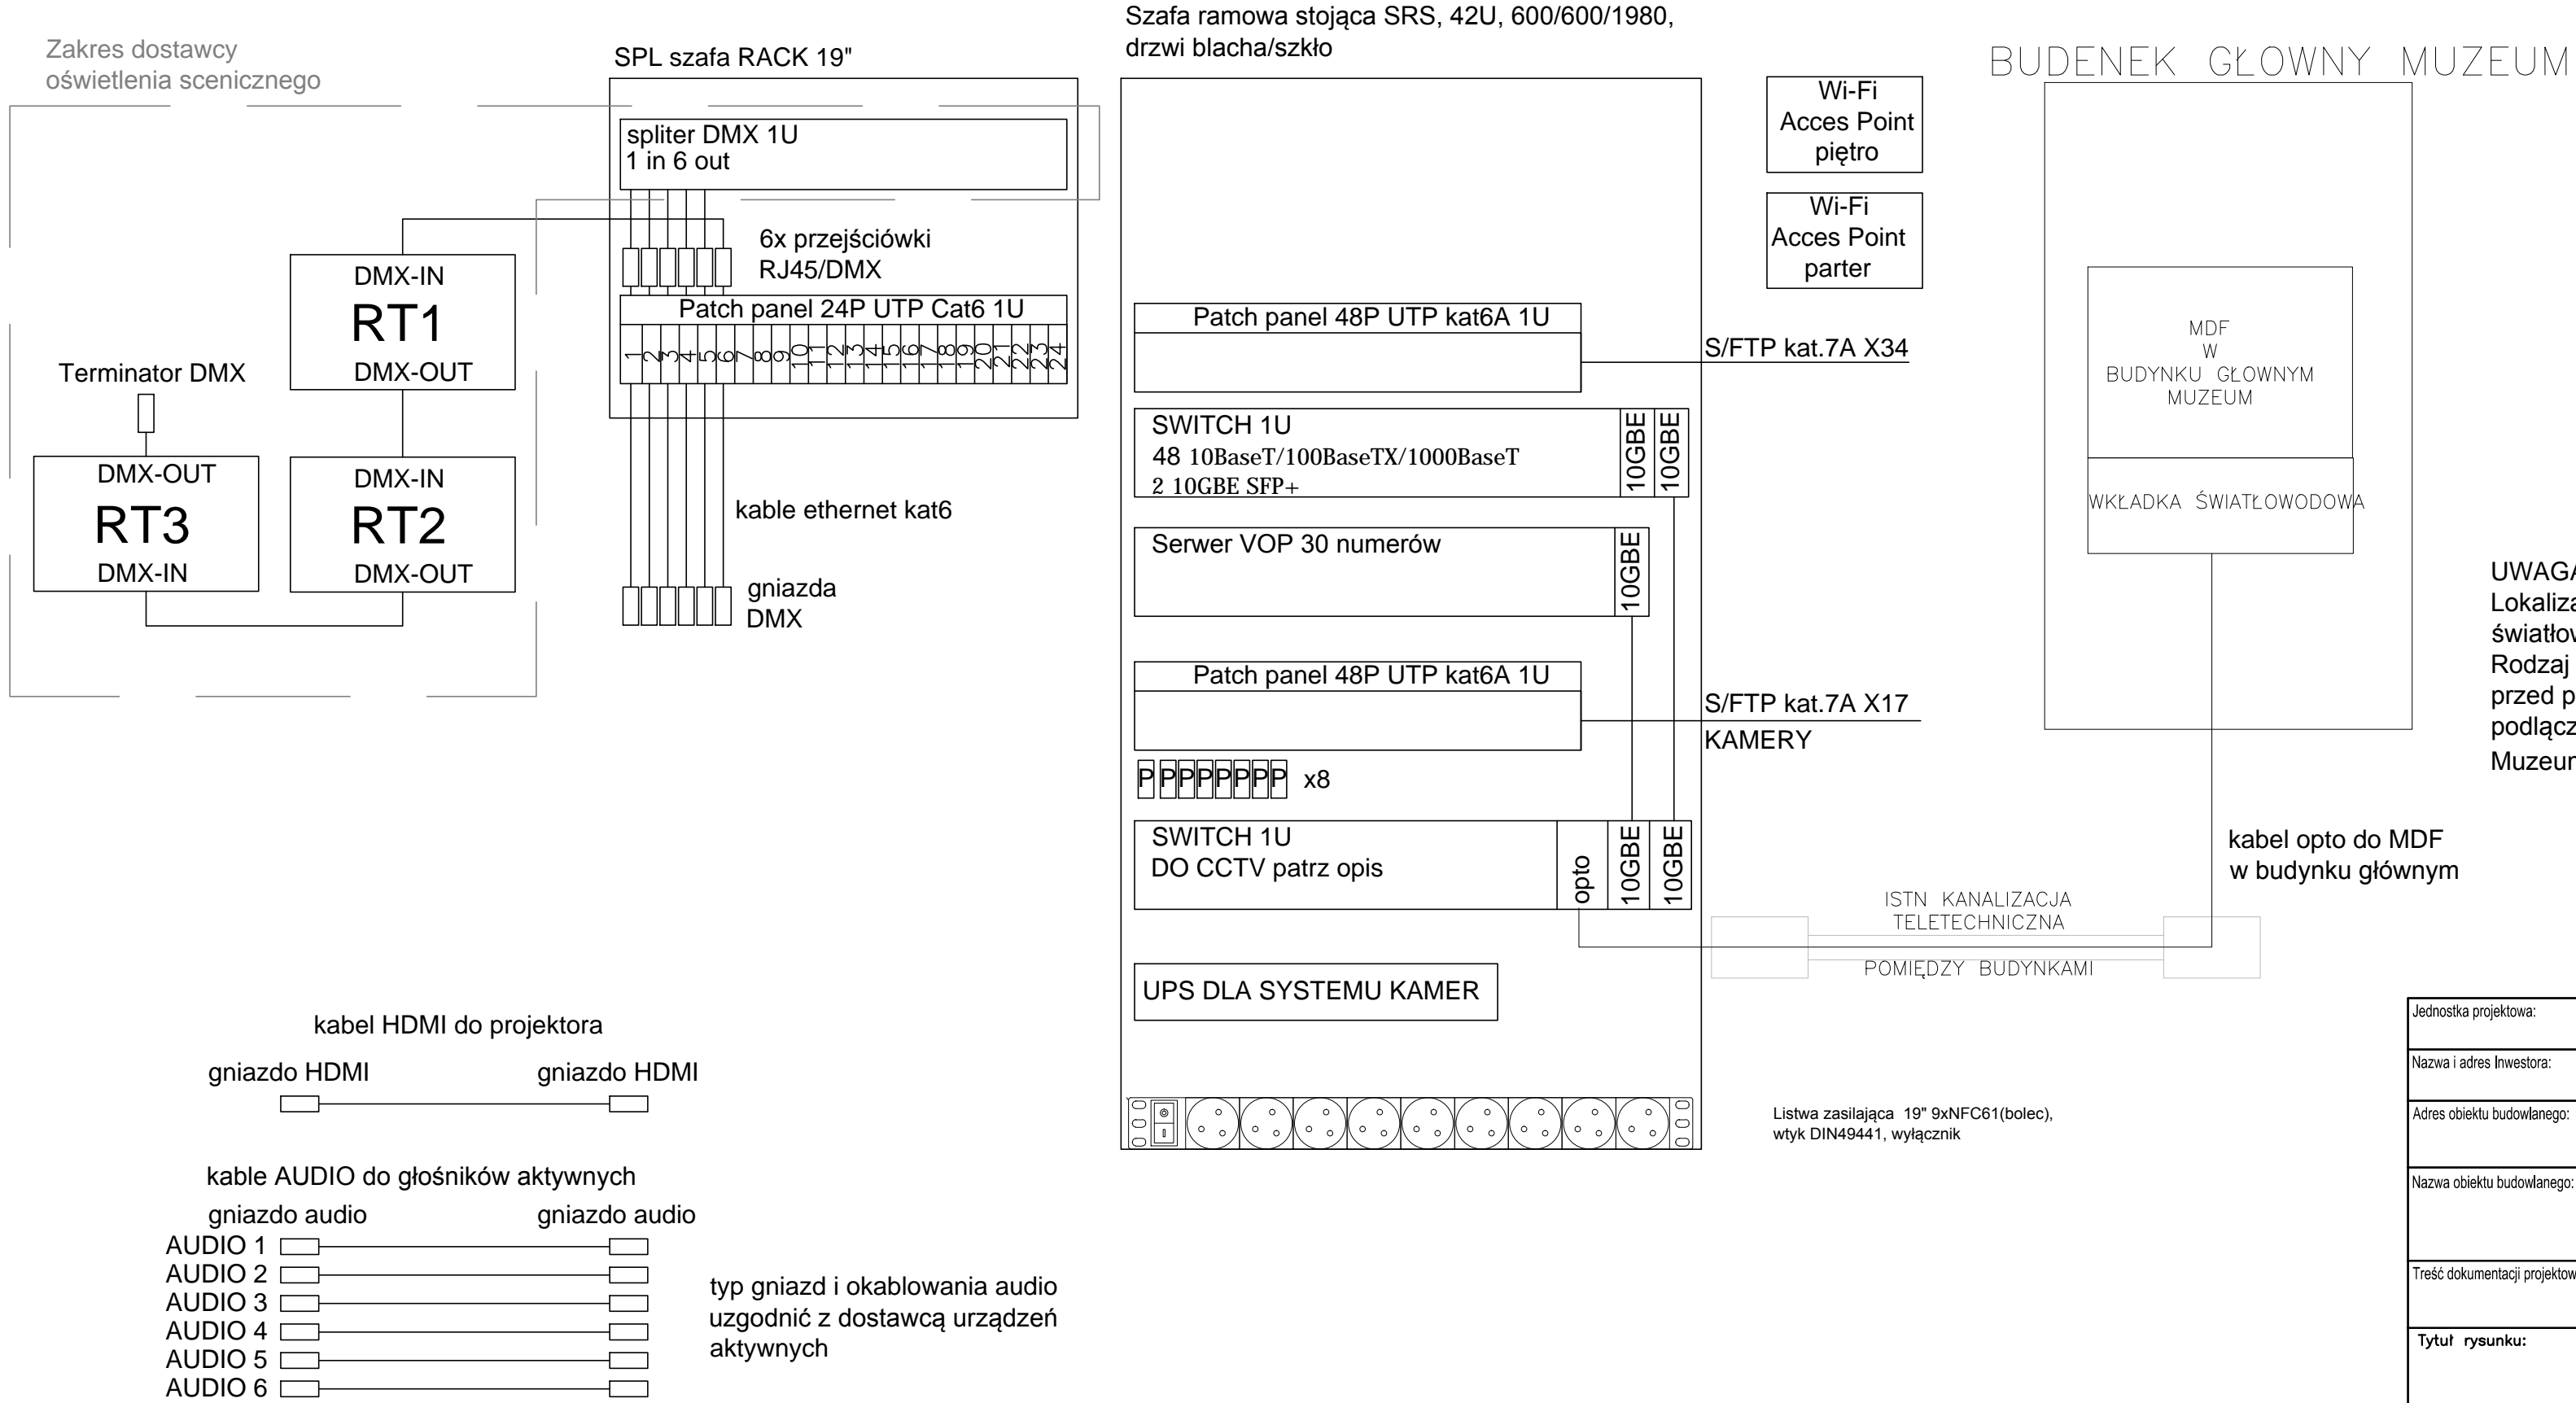 Zakres dostawcy
oświetlenia scenicznego
SPL szafa RACK 19"
spliter DMX 1U
1 in 6 out
6x przejściówki
RJ45/DMX
Patch panel 24P UTP Cat6 1U
1 2 3 4 5 6 7 8 9 10 11 12 13 14 15 16 17 18 19 20 21 22 23 24
kable ethernet kat6
gniazda
DMX
DMX-IN
RT1
DMX-OUT
Terminator DMX
DMX-OUT
RT3
DMX-IN
DMX-IN
RT2
DMX-OUT
Szafa ramowa stojąca SRS, 42U, 600/600/1980,
drzwi blacha/szkło
Patch panel 48P UTP kat6A 1U
S/FTP kat.7A X34
SWITCH 1U
48 10BaseT/100BaseTX/1000BaseT
2 10GBE SFP+
10GBE
10GBE
Serwer VOP 30 numerów
10GBE
Patch panel 48P UTP kat6A 1U
S/FTP kat.7A X17
KAMERY
P P P P P P P P x8
SWITCH 1U
DO CCTV patrz opis
opto
10GBE
10GBE
UPS DLA SYSTEMU KAMER
Listwa zasilająca 19" 9xNFC61(bolec),
wtyk DIN49441, wyłącznik
Wi-Fi
Acces Point
piętro
Wi-Fi
Acces Point
parter
BUDENEK GŁOWNY MUZEUM
MDF
W
BUDYNKU GŁOWNYM
MUZEUM
WKŁADKA ŚWIATŁOWODOWA
kabel opto do MDF
w budynku głównym
ISTN KANALIZACJA
TELETECHNICZNA
POMIĘDZY BUDYNKAMI
UWAGA
Lokaliza
światłow
Rodzaj
przed p
podlącz
Muzeum
kabel HDMI do projektora
gniazdo HDMI
gniazdo HDMI
kable AUDIO do głośników aktywnych
gniazdo audio
gniazdo audio
AUDIO 1
AUDIO 2
AUDIO 3
AUDIO 4
AUDIO 5
AUDIO 6
typ gniazd i okablowania audio
uzgodnić z dostawcą urządzeń
aktywnych
Jednostka projektowa:
Nazwa i adres Inwestora:
Adres obiektu budowlanego:
Nazwa obiektu budowlanego:
Treść dokumentacji projektow
Tytuł rysunku: